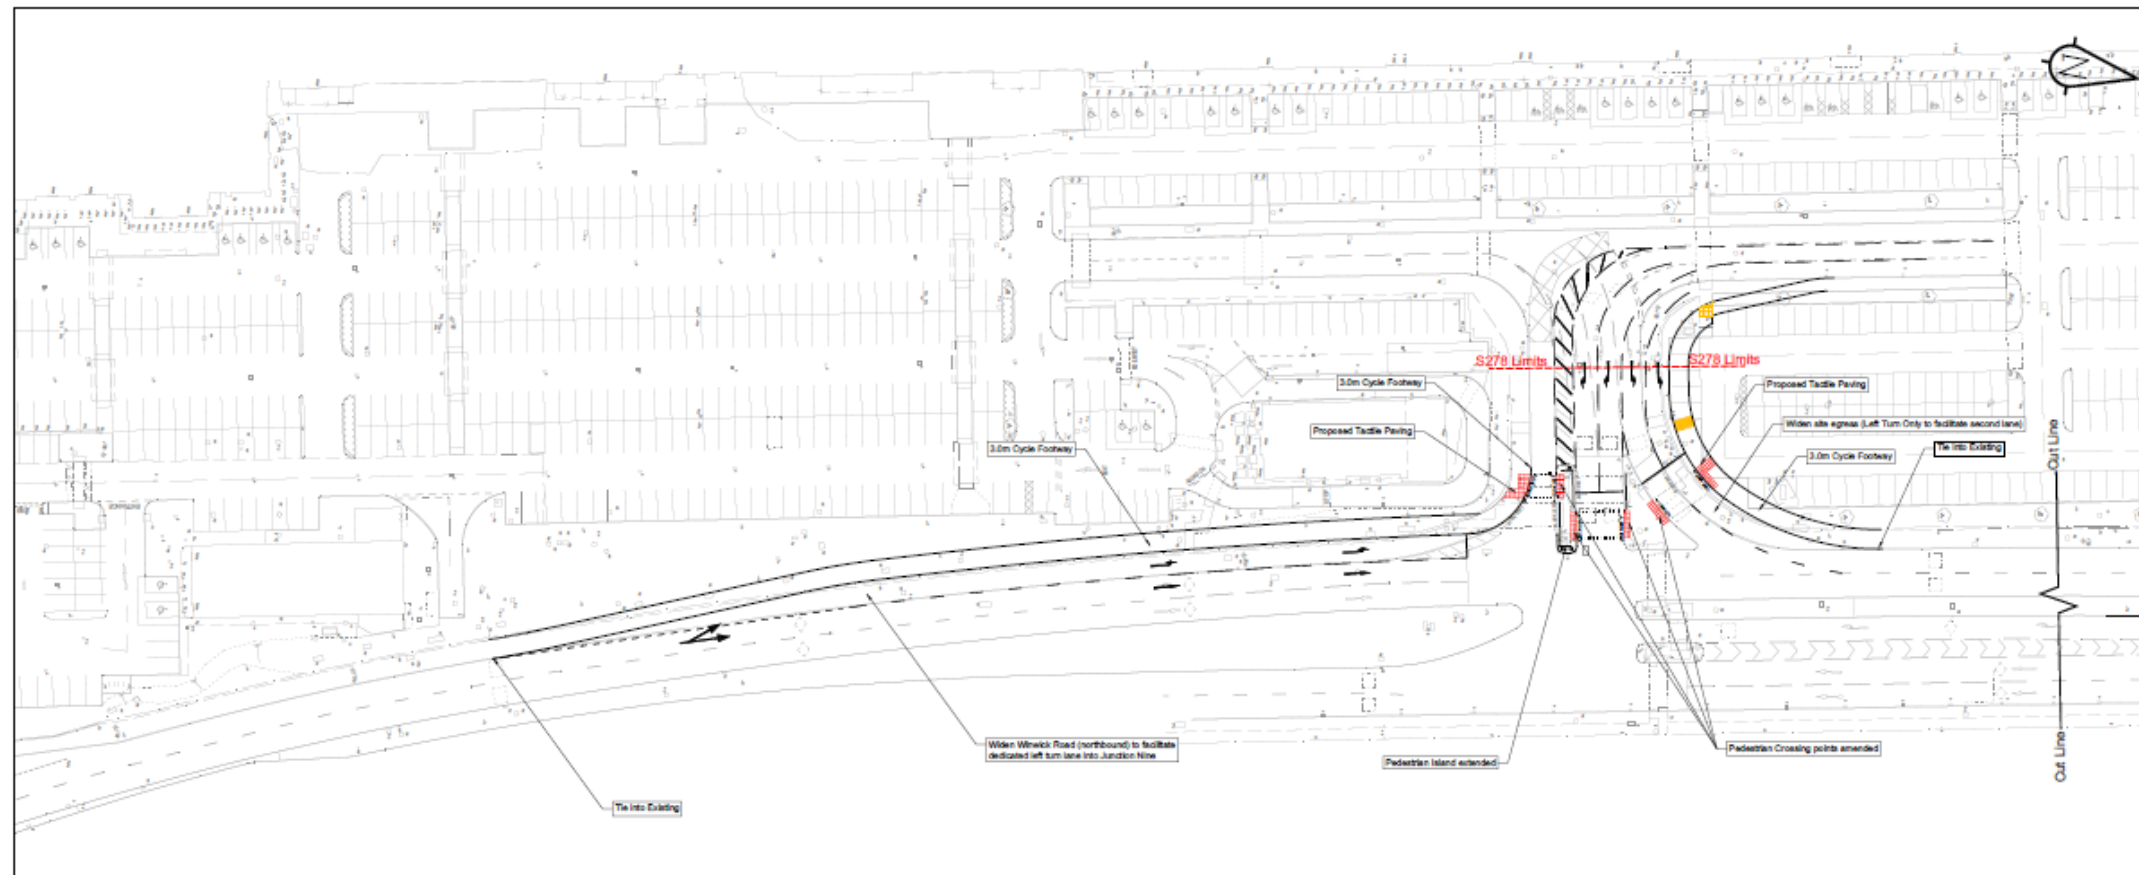 N
S278 Limits
S278 Limits
3.0m Cycle Footway
Proposed Tactile Paving
Proposed Tactile Paving
Widen site egress (Left Turn Only to facilitate second lane)
3.0m Cycle Footway
3.0m Cycle Footway
Tie into Existing
Cut Line
Widen Winwick Road (northbound) to facilitate
dedicated left turn lane into Junction Nine
Pedestrian Crossing points amended
Pedestrian Island extended
Tie into Existing
Cut Line